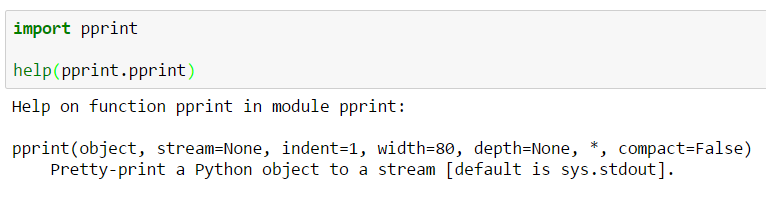 import pprint
help(pprint.pprint)
Help on function pprint in module pprint:
pprint(object, stream=None, indent=1, width=80, depth=None, *, compact=False)
    Pretty-print a Python object to a stream [default is sys.stdout].